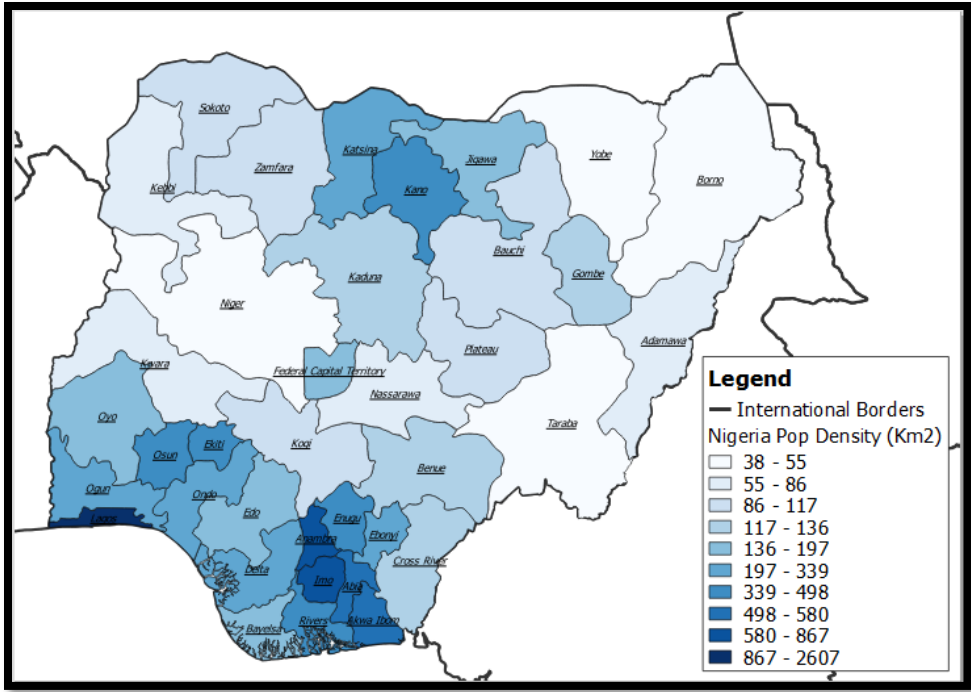 Sokoto
Katsina
Zamfara
Kebbi
Kano
Jigawa
Yobe
Borno
Bauchi
Gombe
Kaduna
Niger
Adamawa
Plateau
Kwara
Federal Capital Territory
Nassarawa
Taraba
Oyo
Osun
Ekiti
Kogi
Benue
Ogun
Ondo
Edo
Lagos
Enugu
Anambra
Ebonyi
Cross River
Delta
Imo
Abia
Bayelsa
Rivers
Akwa Ibom
Legend
International Borders
Nigeria Pop Density (Km2)
38 - 55
55 - 86
86 - 117
117 - 136
136 - 197
197 - 339
339 - 498
498 - 580
580 - 867
867 - 2607